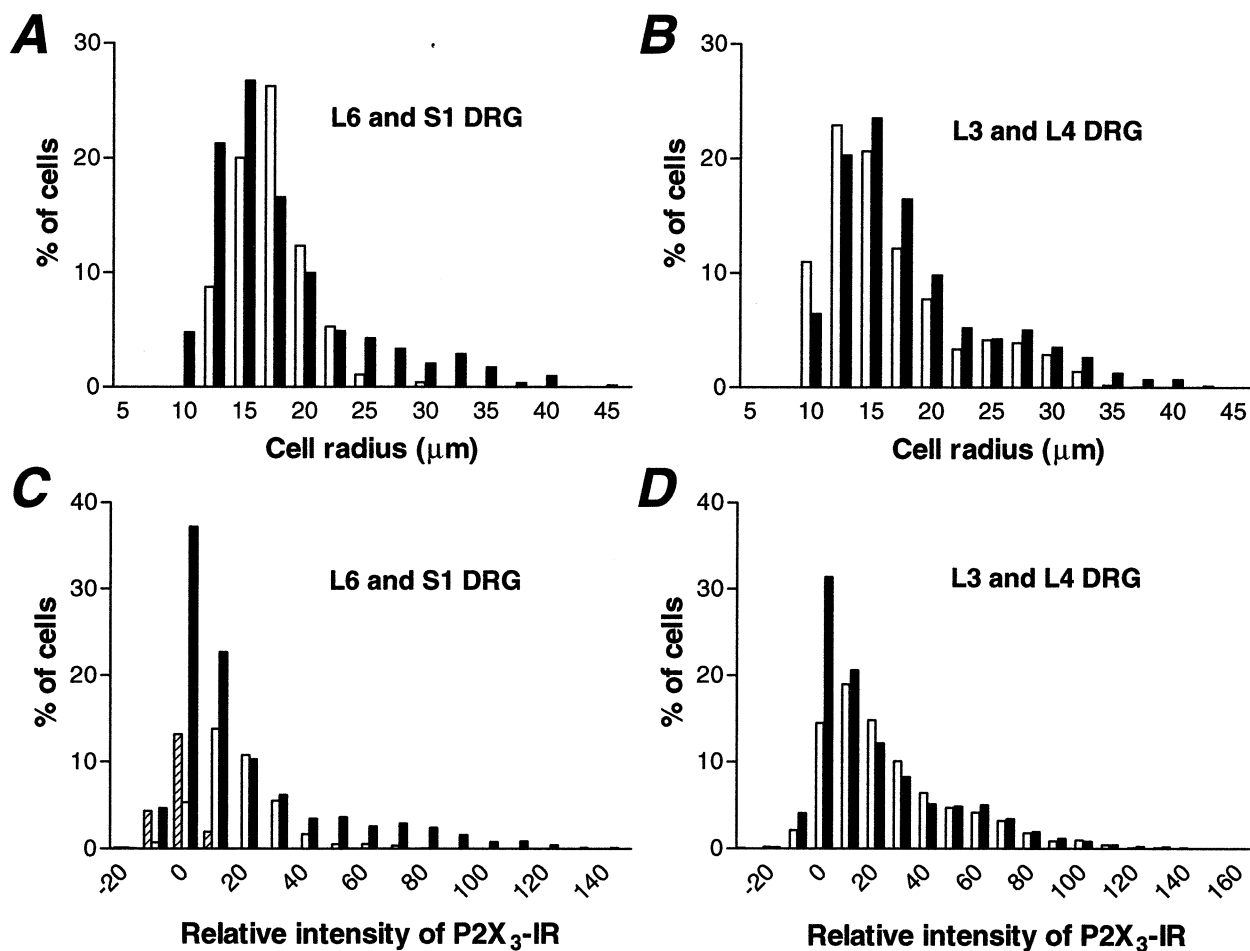 A
B
30
20
10
0
% of cells
L6 and S1 DRG
5 10 15 20 25 30 35 40 45
Cell radius (μm)
30
20
10
0
% of cells
L3 and L4 DRG
5 10 15 20 25 30 35 40 45
Cell radius (μm)
C
D
40
30
20
10
0
% of cells
L6 and S1 DRG
-20 0 20 40 60 80 100 120 140
Relative intensity of P2X₃-IR
40
30
20
10
0
% of cells
L3 and L4 DRG
-20 0 20 40 60 80 100 120 140 160
Relative intensity of P2X₃-IR